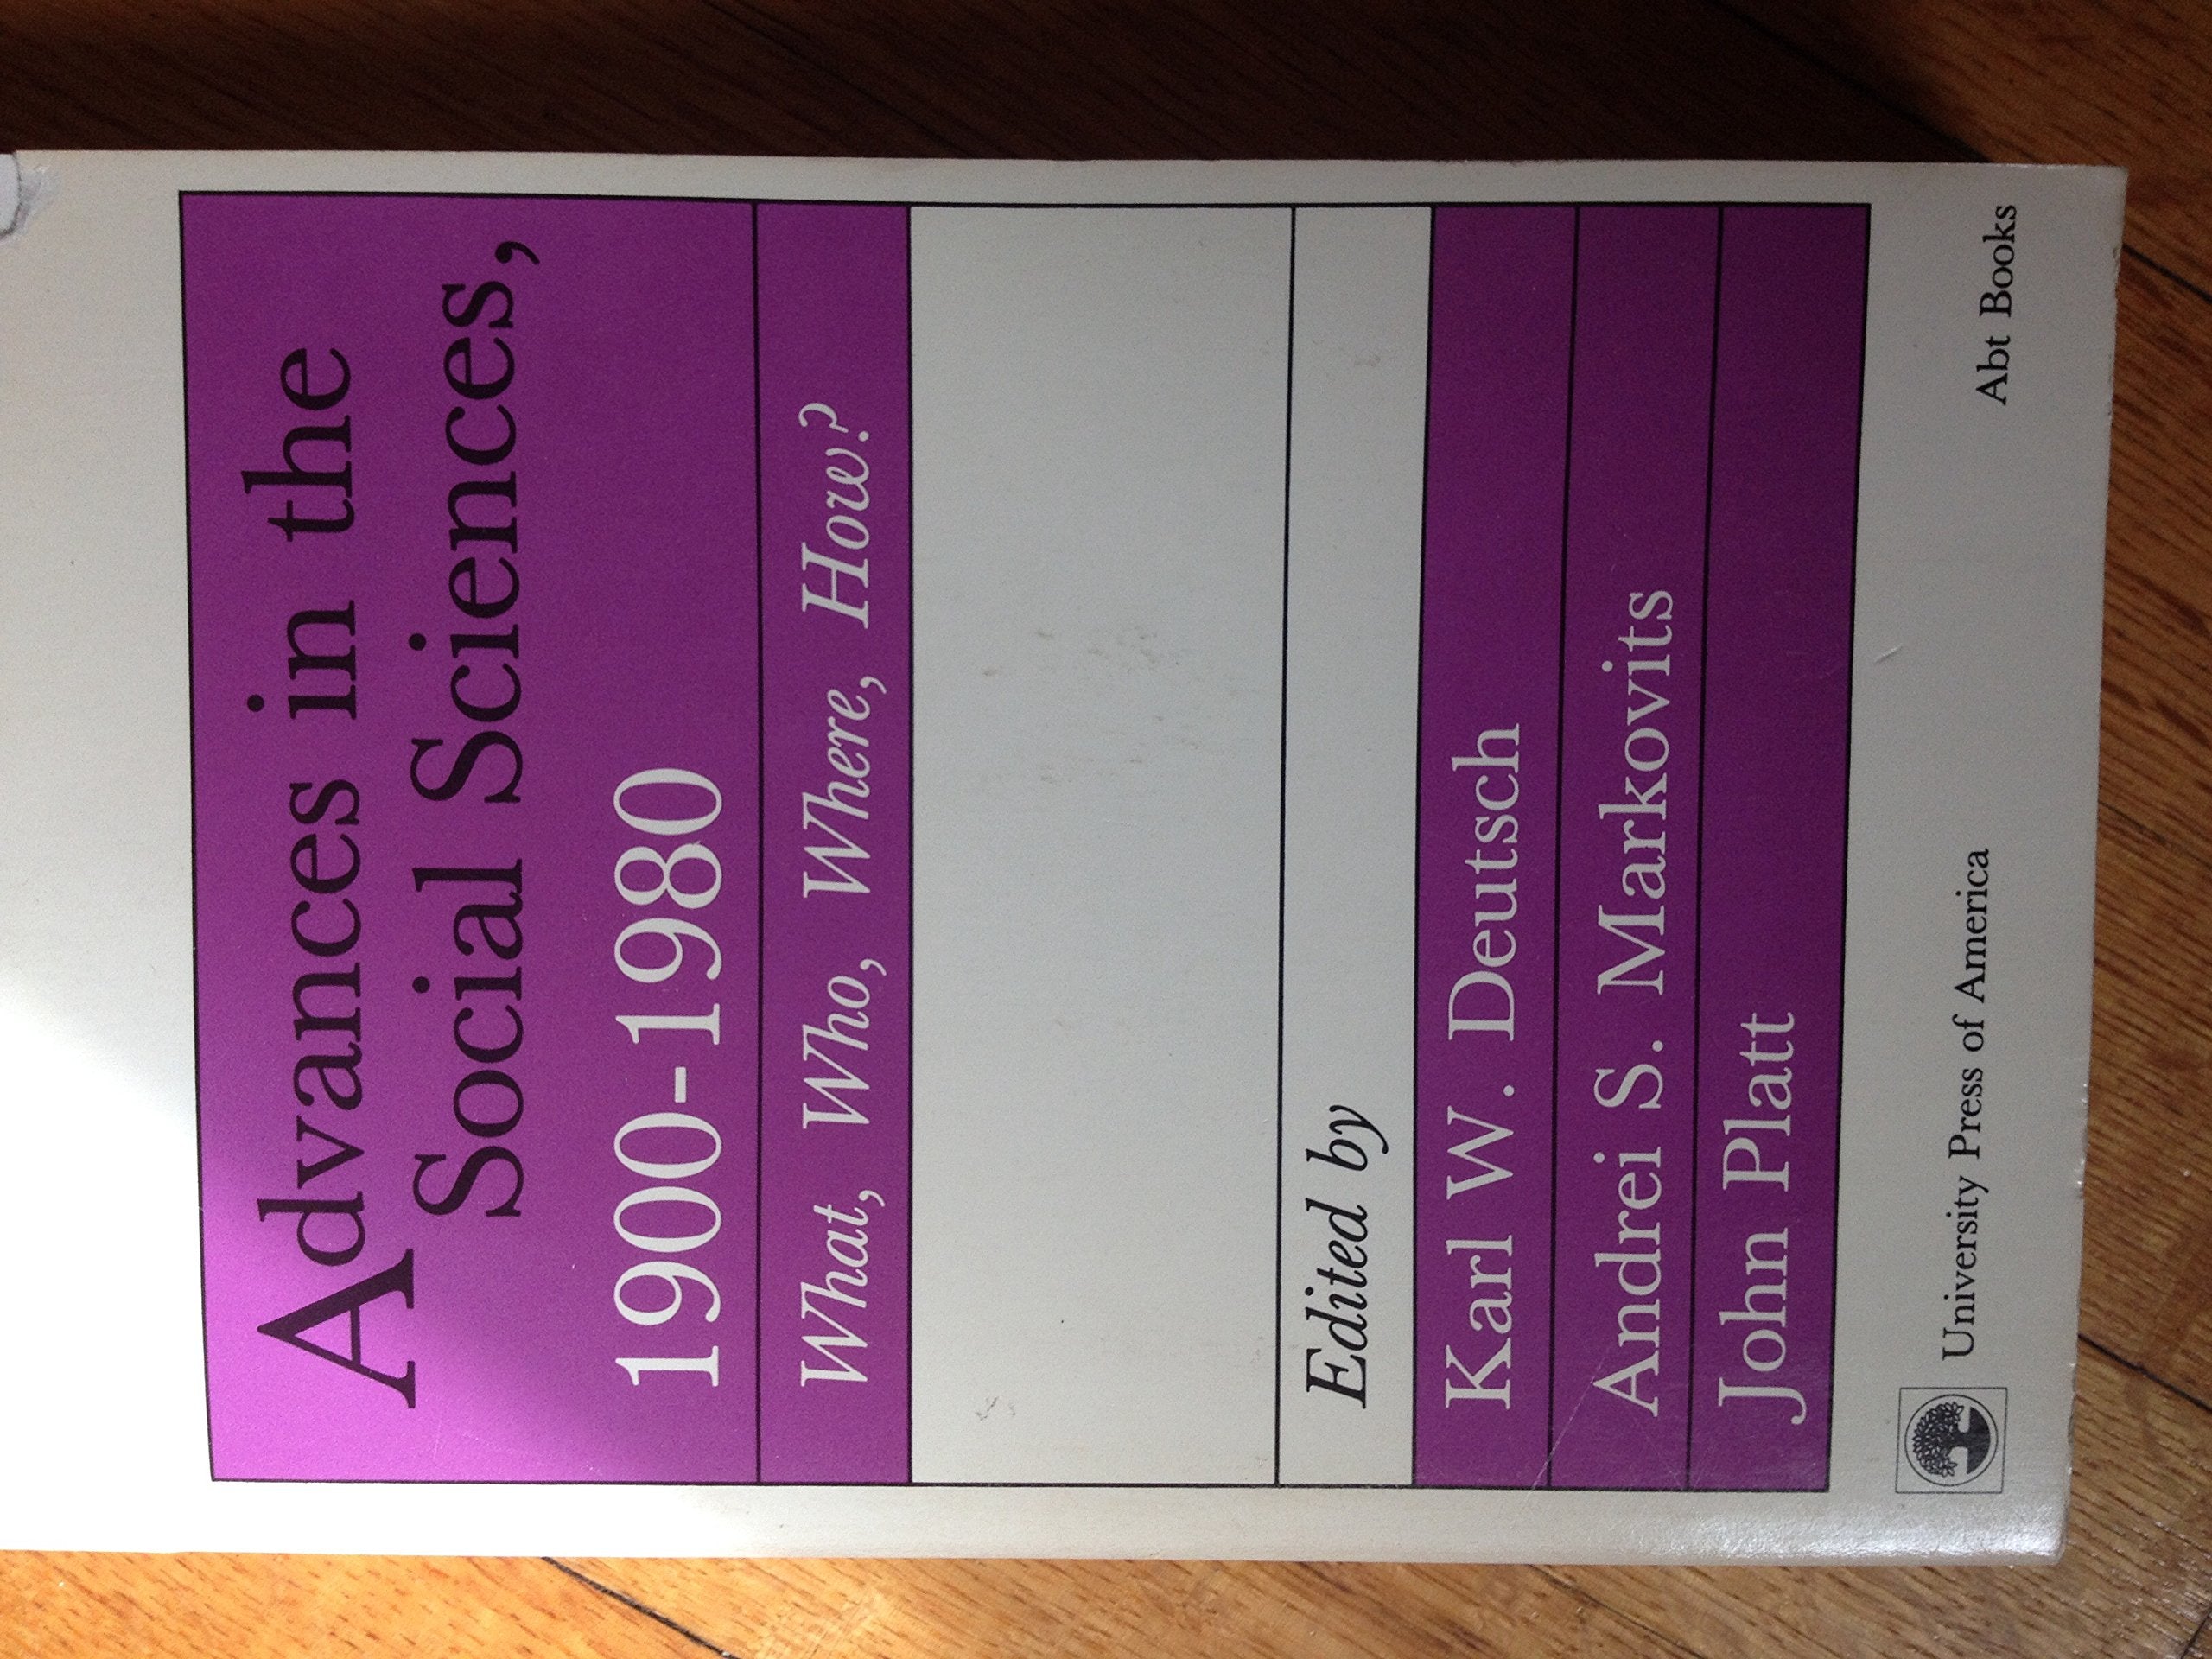 Advances in the
Social Sciences,
1900-1980
What, Who, Where, How?
Edited by
Karl W. Deutsch
Andrei S. Markovits
John Platt
University Press of America
Abt Books